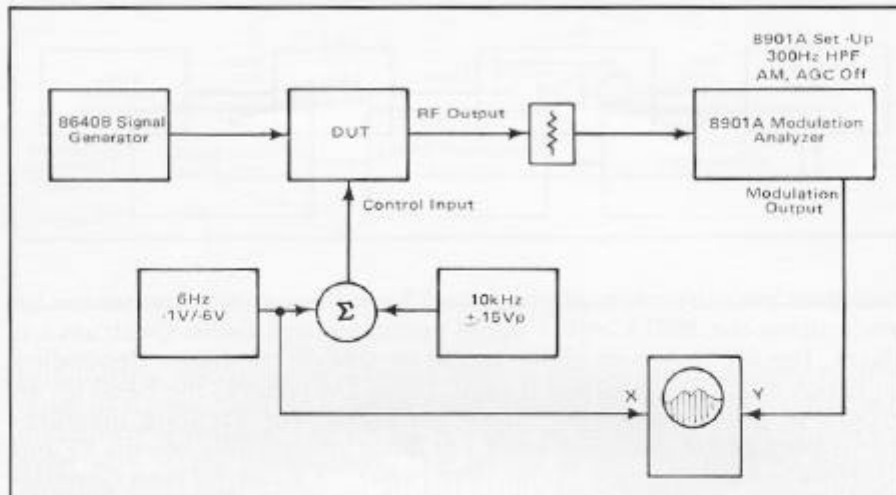 8901A Set-Up
300Hz HPF
AM, AGC Off
8640B Signal
Generator
DUT
RF Output
8901A Modulation
Analyzer
Control Input
Modulation
Output
6Hz
-1V/-6V
Σ
10kHz
±.15Vp
X
Y